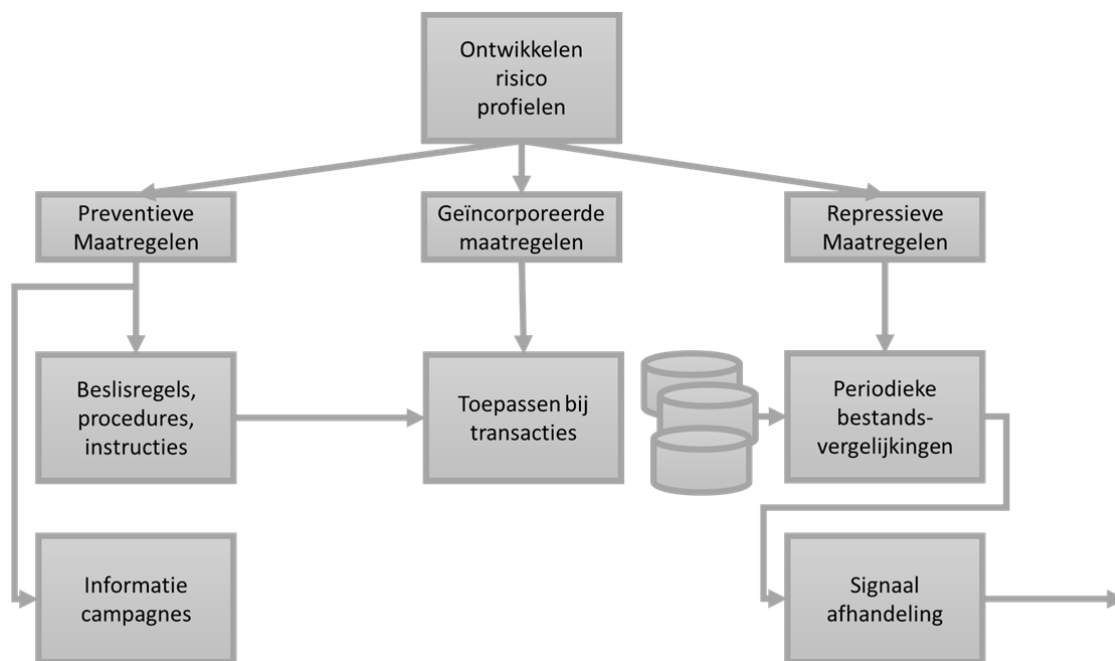 Ontwikkelen
risico
profielen
Preventieve
Maatregelen
Geïncorporeerde
maatregelen
Repressieve
Maatregelen
Beslisregels,
procedures,
instructies
Toepassen bij
transacties
Periodieke
bestands-
vergelijkingen
Informatie
campagnes
Signaal
afhandeling